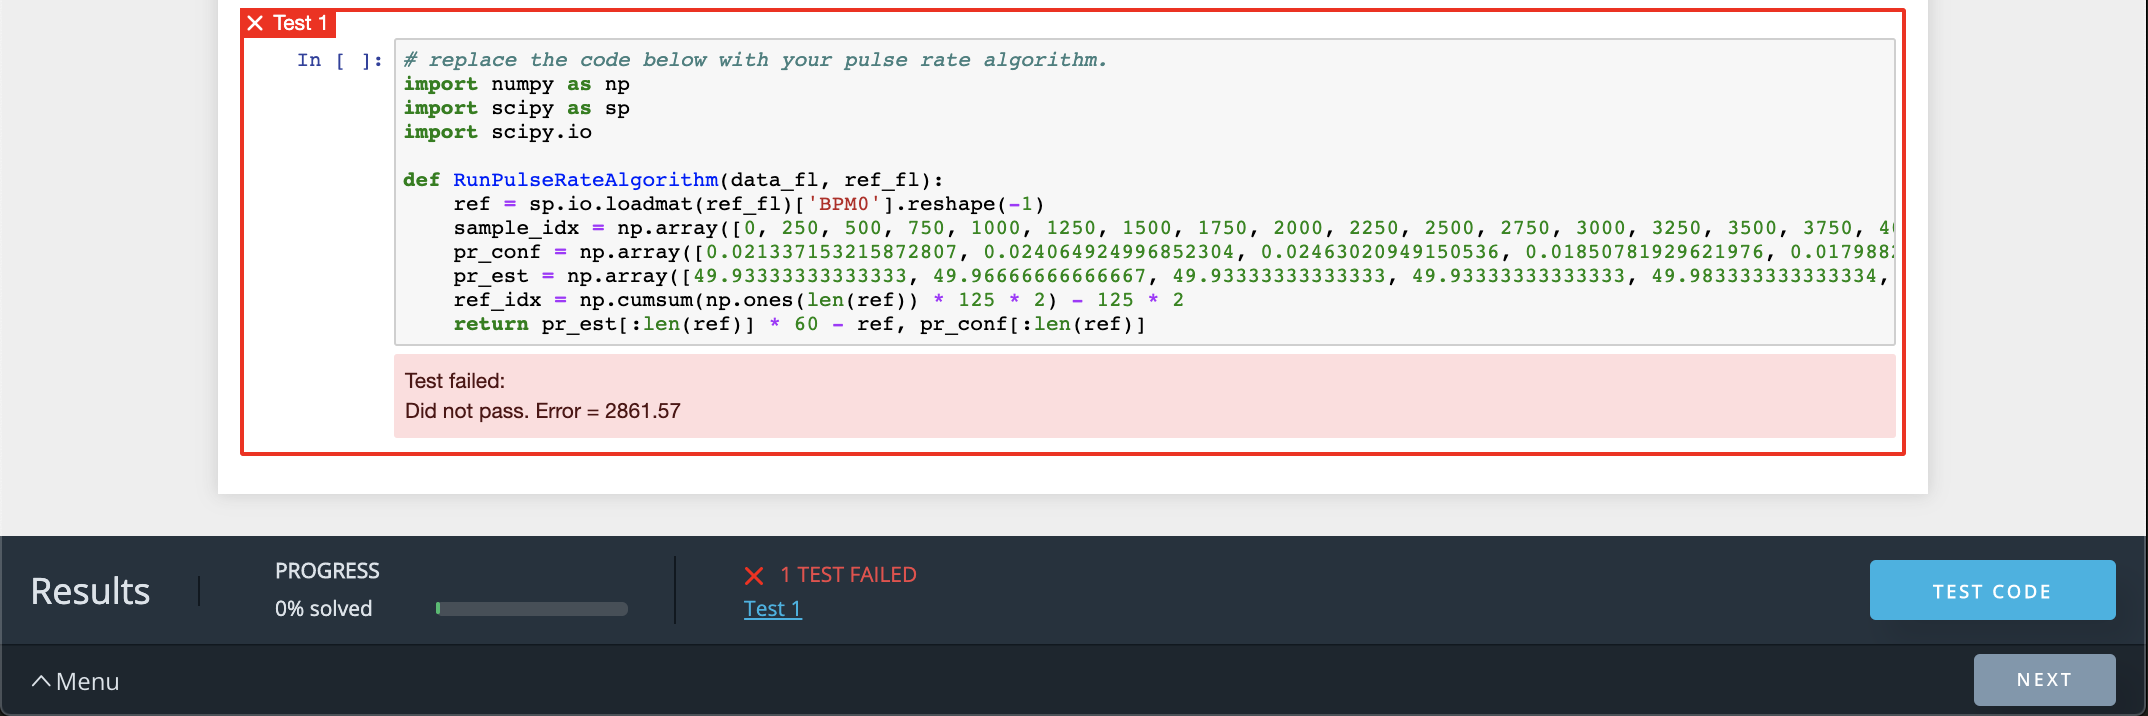 ✕ Test 1
In [ ]:
# replace the code below with your pulse rate algorithm.
import numpy as np
import scipy as sp
import scipy.io
def RunPulseRateAlgorithm(data_fl, ref_fl):
ref = sp.io.loadmat(ref_fl)['BPM0'].reshape(-1)
sample_idx = np.array([0, 250, 500, 750, 1000, 1250, 1500, 1750, 2000, 2250, 2500, 2750, 3000, 3250, 3500, 3750,
pr_conf = np.array([0.021337153215872807, 0.024064924996852304, 0.02463020949150536, 0.01850781929621976, 0.017988
pr_est = np.array([49.93333333333333, 49.96666666666667, 49.93333333333333, 49.93333333333333, 49.983333333333334,
ref_idx = np.cumsum(np.ones(len(ref)) * 125 * 2) - 125 * 2
return pr_est[:len(ref)] * 60 - ref, pr_conf[:len(ref)]
Test failed:
Did not pass. Error = 2861.57
Results
PROGRESS
0% solved
✕ 1 TEST FAILED
Test 1
TEST CODE
Menu
NEXT